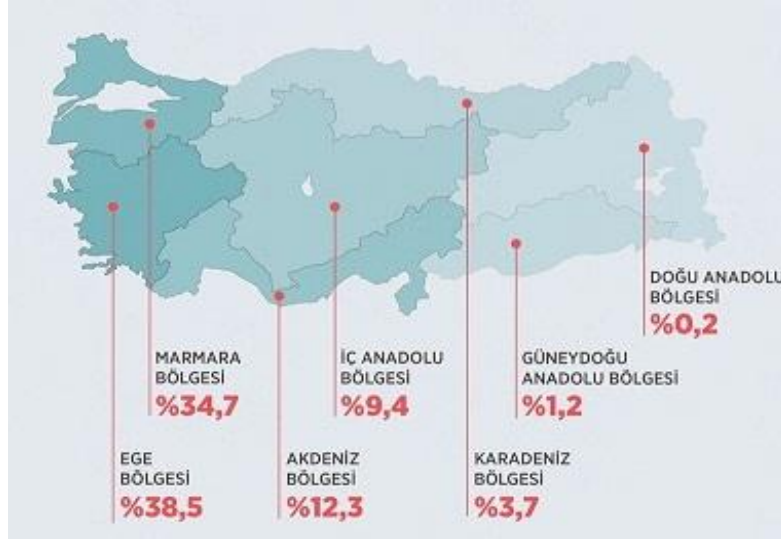 DOĞU ANADOLU
BÖLGESİ
%0,2
MARMARA
BÖLGESİ
%34,7
İÇ ANADOLU
BÖLGESİ
%9,4
GÜNEYDOĞU
ANADOLU BÖLGESİ
%1,2
EGE
BÖLGESİ
%38,5
AKDENİZ
BÖLGESİ
%12,3
KARADENİZ
BÖLGESİ
%3,7